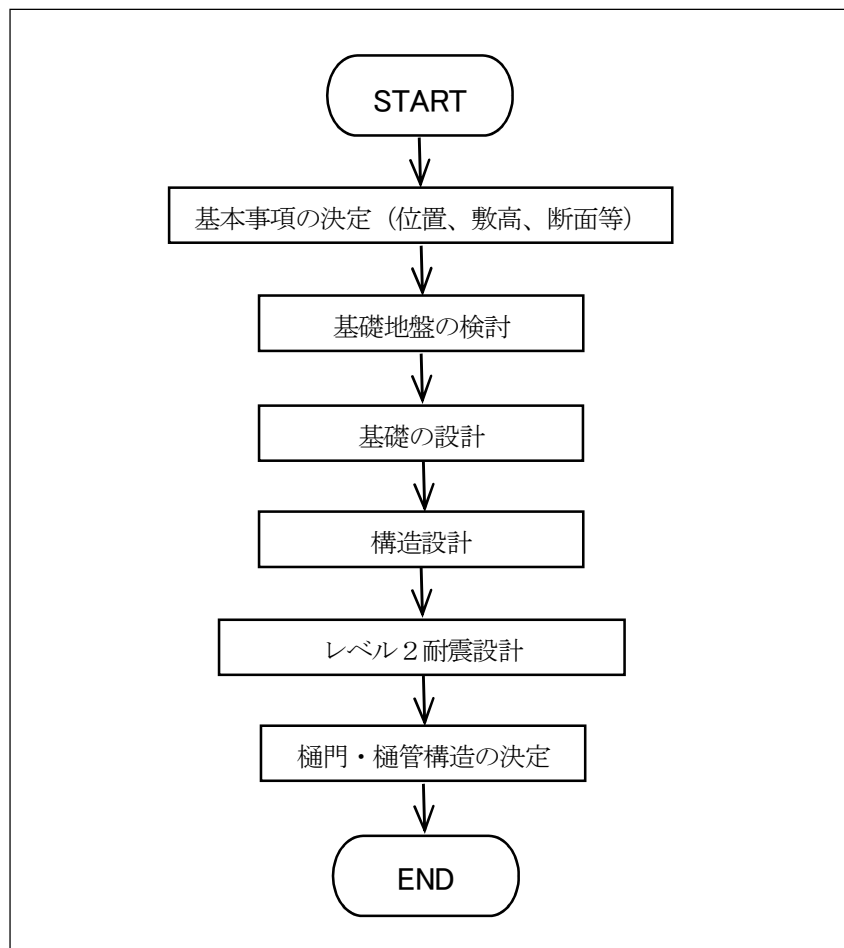 START
基本事項の決定（位置、敷高、断面等）
基礎地盤の検討
基礎の設計
構造設計
レベル２耐震設計
樋門・樋管構造の決定
END